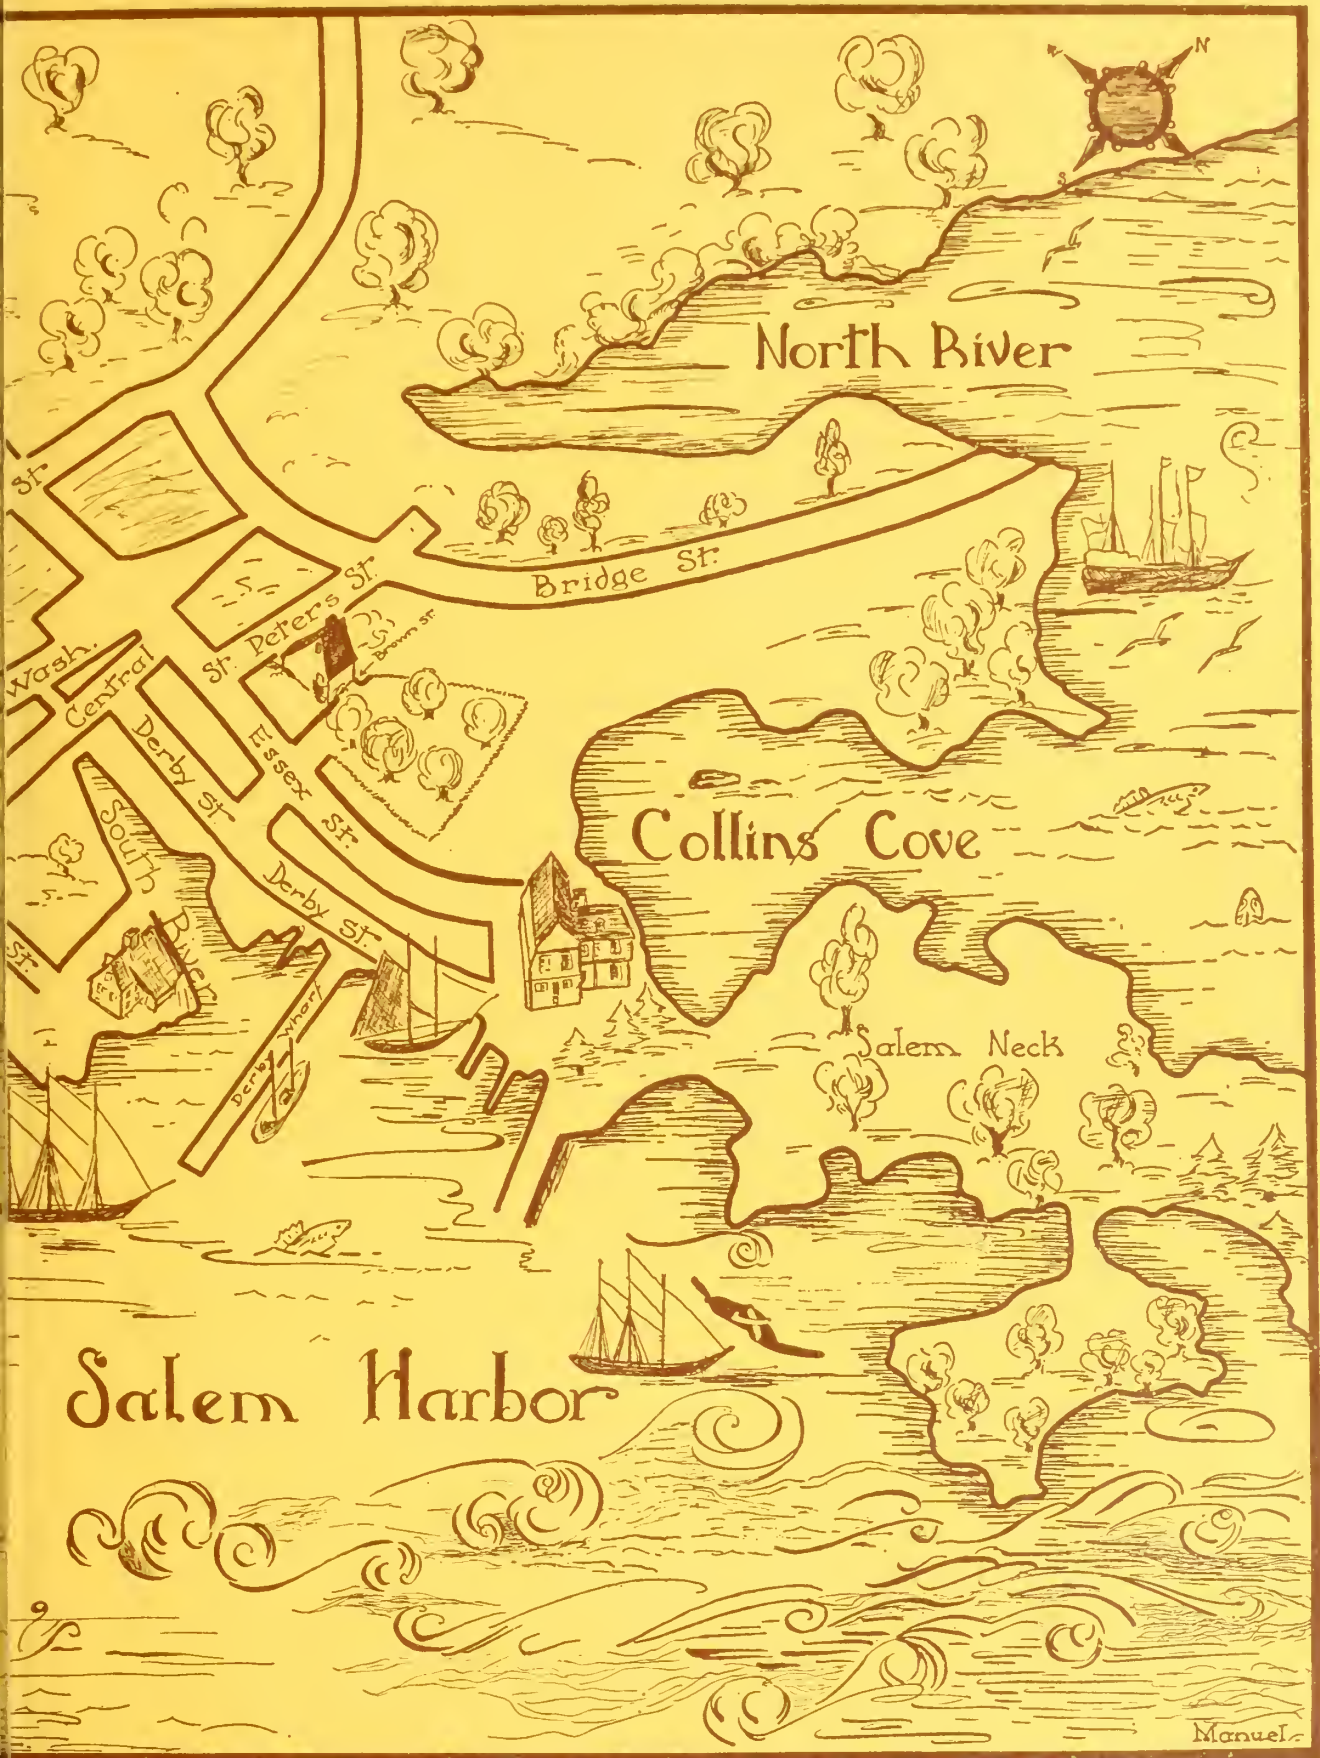 W
N
S
North River
St.
Bridge St.
St. Peters St.
Brown St.
Wash.
Central
Derby St.
Essex St.
South River
Collins Cove
Derby St.
St.
Derby Wharf
Salem Neck
Salem Harbor
Manuel